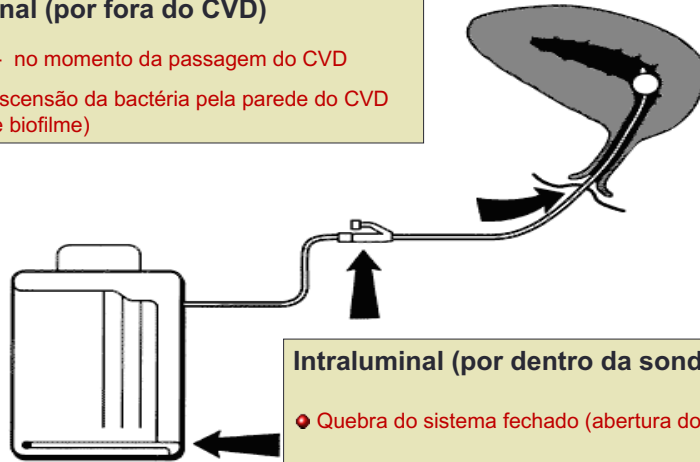 nal (por fora do CVD)
no momento da passagem do CVD
scensão da bactéria pela parede do CVD
e biofilme)
Intraluminal (por dentro da sond
Quebra do sistema fechado (abertura do